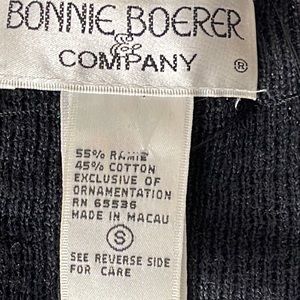 BONNIE BOERER
&
COMPANY ®
55% RAMIE
45% COTTON
EXCLUSIVE OF
ORNAMENTATION
RN 65536
MADE IN MACAU
S
SEE REVERSE SIDE
FOR CARE